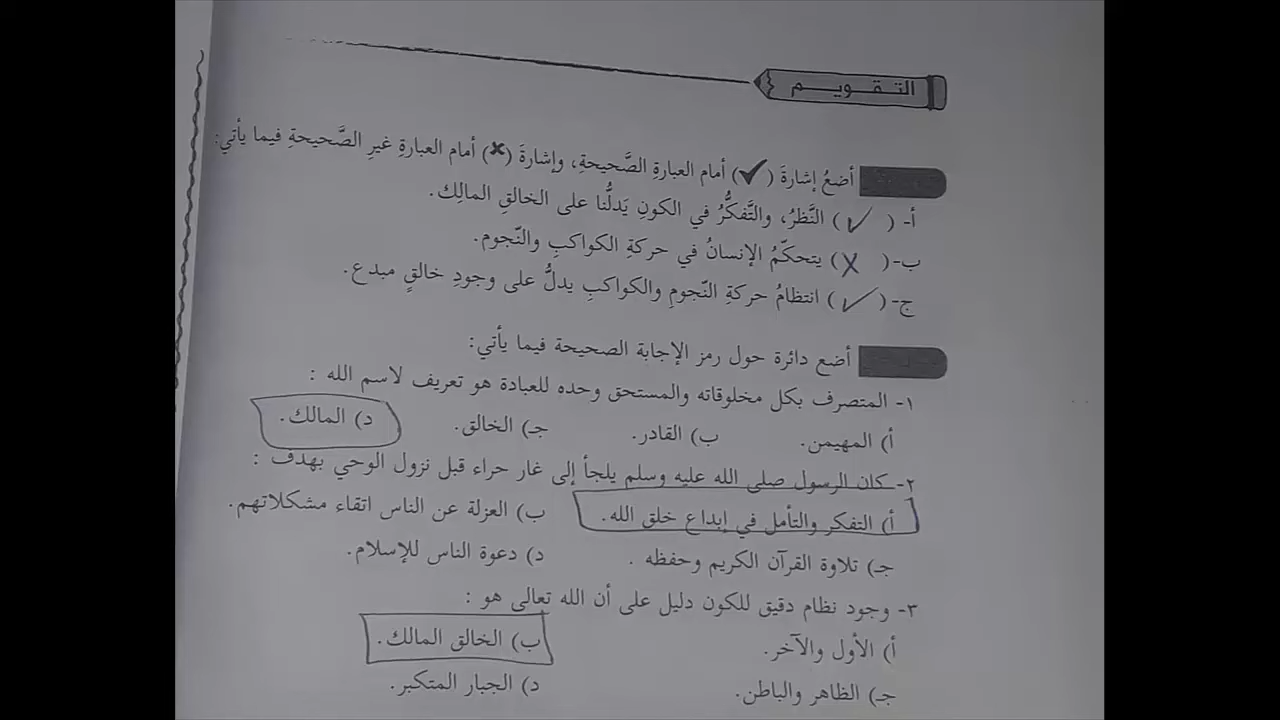 التقويم
أضعُ إشارةَ (✔) أمام العبارةِ الصَّحيحةِ، وإشارةَ (✖) أمام العبارةِ غيرِ الصَّحيحةِ فيما يأتي:
أ- ( ✓ ) النَّظرُ، والتَّفكُّرُ في الكونِ يَدلُّنا على الخالقِ المالِك.
ب- ( X ) يتحكّمُ الإنسانُ في حركةِ الكواكبِ والنّجوم.
ج- ( ✓ ) انتظامُ حركةِ النّجومِ والكواكبِ يدلُّ على وجودِ خالقٍ مبدع.
أضع دائرة حول رمز الإجابة الصحيحة فيما يأتي:
١- المتصرف بكل مخلوقاته والمستحق وحده للعبادة هو تعريف لاسم الله :
أ) المهيمن. ب) القادر. جـ) الخالق. د) المالك.
٢- كان الرسول صلى الله عليه وسلم يلجأ إلى غار حراء قبل نزول الوحي بهدف :
أ) التفكر والتأمل في إبداع خلق الله. ب) العزلة عن الناس اتقاء مشكلاتهم.
جـ) تلاوة القرآن الكريم وحفظه . د) دعوة الناس للإسلام.
٣- وجود نظام دقيق للكون دليل على أن الله تعالى هو :
أ) الأول والآخر. ب) الخالق المالك.
جـ) الظاهر والباطن. د) الجبار المتكبر.